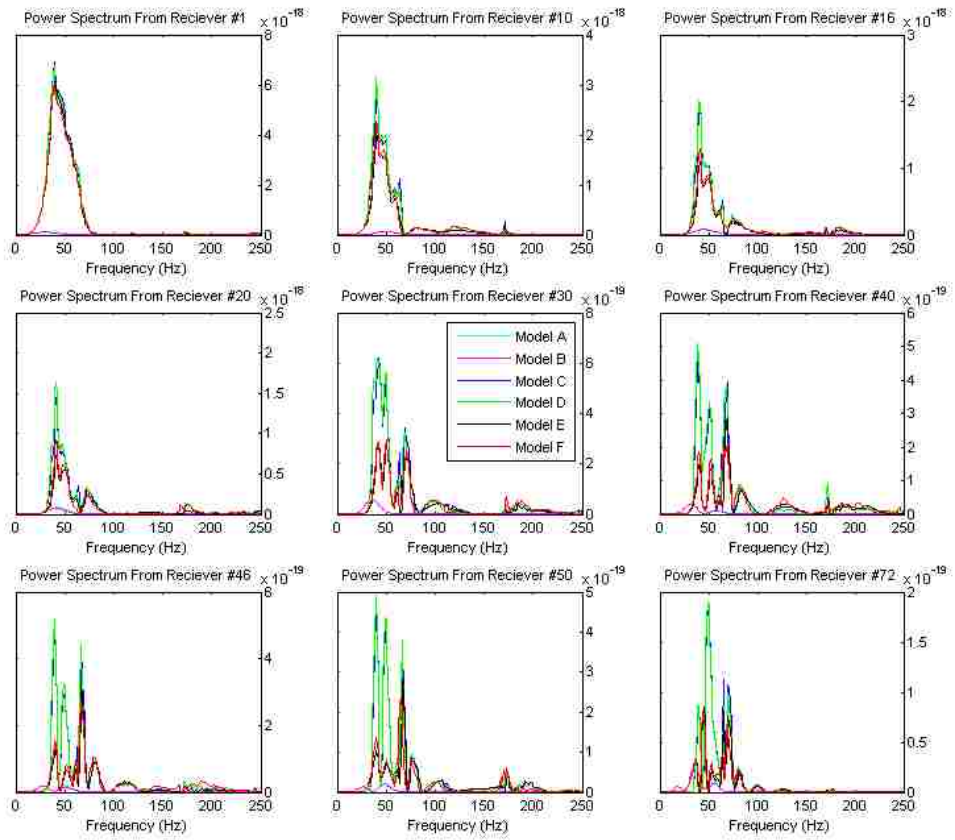 Power Spectrum From Reciever #1
x 10^-18
8
6
4
2
0
0 50 100 150 200 250
Frequency (Hz)
Power Spectrum From Reciever #10
x 10^-18
4
3
2
1
0
0 50 100 150 200 250
Frequency (Hz)
Power Spectrum From Reciever #16
x 10^-18
3
2
1
0
0 50 100 150 200 250
Frequency (Hz)
Power Spectrum From Reciever #20
x 10^-18
2.5
2
1.5
1
0.5
0
0 50 100 150 200 250
Frequency (Hz)
Power Spectrum From Reciever #30
x 10^-19
8
6
4
2
0
Model A
Model B
Model C
Model D
Model E
Model F
0 50 100 150 200 250
Frequency (Hz)
Power Spectrum From Reciever #40
x 10^-19
6
5
4
3
2
1
0
0 50 100 150 200 250
Frequency (Hz)
Power Spectrum From Reciever #46
x 10^-19
6
4
2
0
0 50 100 150 200 250
Frequency (Hz)
Power Spectrum From Reciever #50
x 10^-19
5
4
3
2
1
0
0 50 100 150 200 250
Frequency (Hz)
Power Spectrum From Reciever #72
x 10^-19
2
1.5
1
0.5
0
0 50 100 150 200 250
Frequency (Hz)